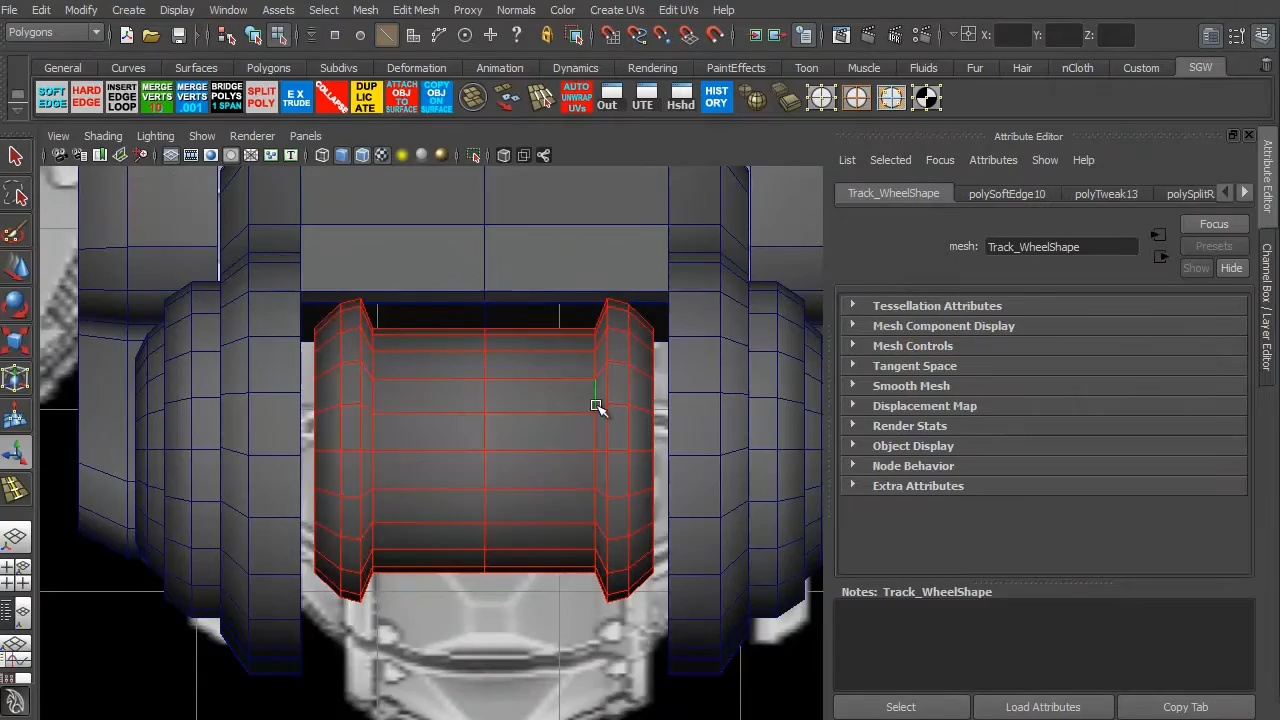 File Edit Modify Create Display Window Assets Select Mesh Edit Mesh Proxy Normals Color Create UVs Edit UVs Help
Polygons X: Y: Z:
General Curves Surfaces Polygons Subdivs Deformation Animation Dynamics Rendering PaintEffects Toon Muscle Fluids Fur Hair nCloth Custom SGW
SOFT EDGE HARD EDGE INSERT EDGE LOOP MERGE VERTS 10 MERGE VERTS .001 BRIDGE POLYS 1 SPAN SPLIT POLY EX TRUDE COLLAPSE DUP LIC ATE ATTACH OBJ TO SURFACE COPY OBJ ON SURFACE AUTO UNWRAP UVs Out UTE Hshd HIST ORY
View Shading Lighting Show Renderer Panels
Attribute Editor
List Selected Focus Attributes Show Help
Track_WheelShape polySoftEdge10 polyTweak13 polySplitR
Focus
mesh: Track_WheelShape Presets
Show Hide
Tessellation Attributes
Mesh Component Display
Mesh Controls
Tangent Space
Smooth Mesh
Displacement Map
Render Stats
Object Display
Node Behavior
Extra Attributes
Notes: Track_WheelShape
Select Load Attributes Copy Tab
Attribute Editor
Channel Box / Layer Editor